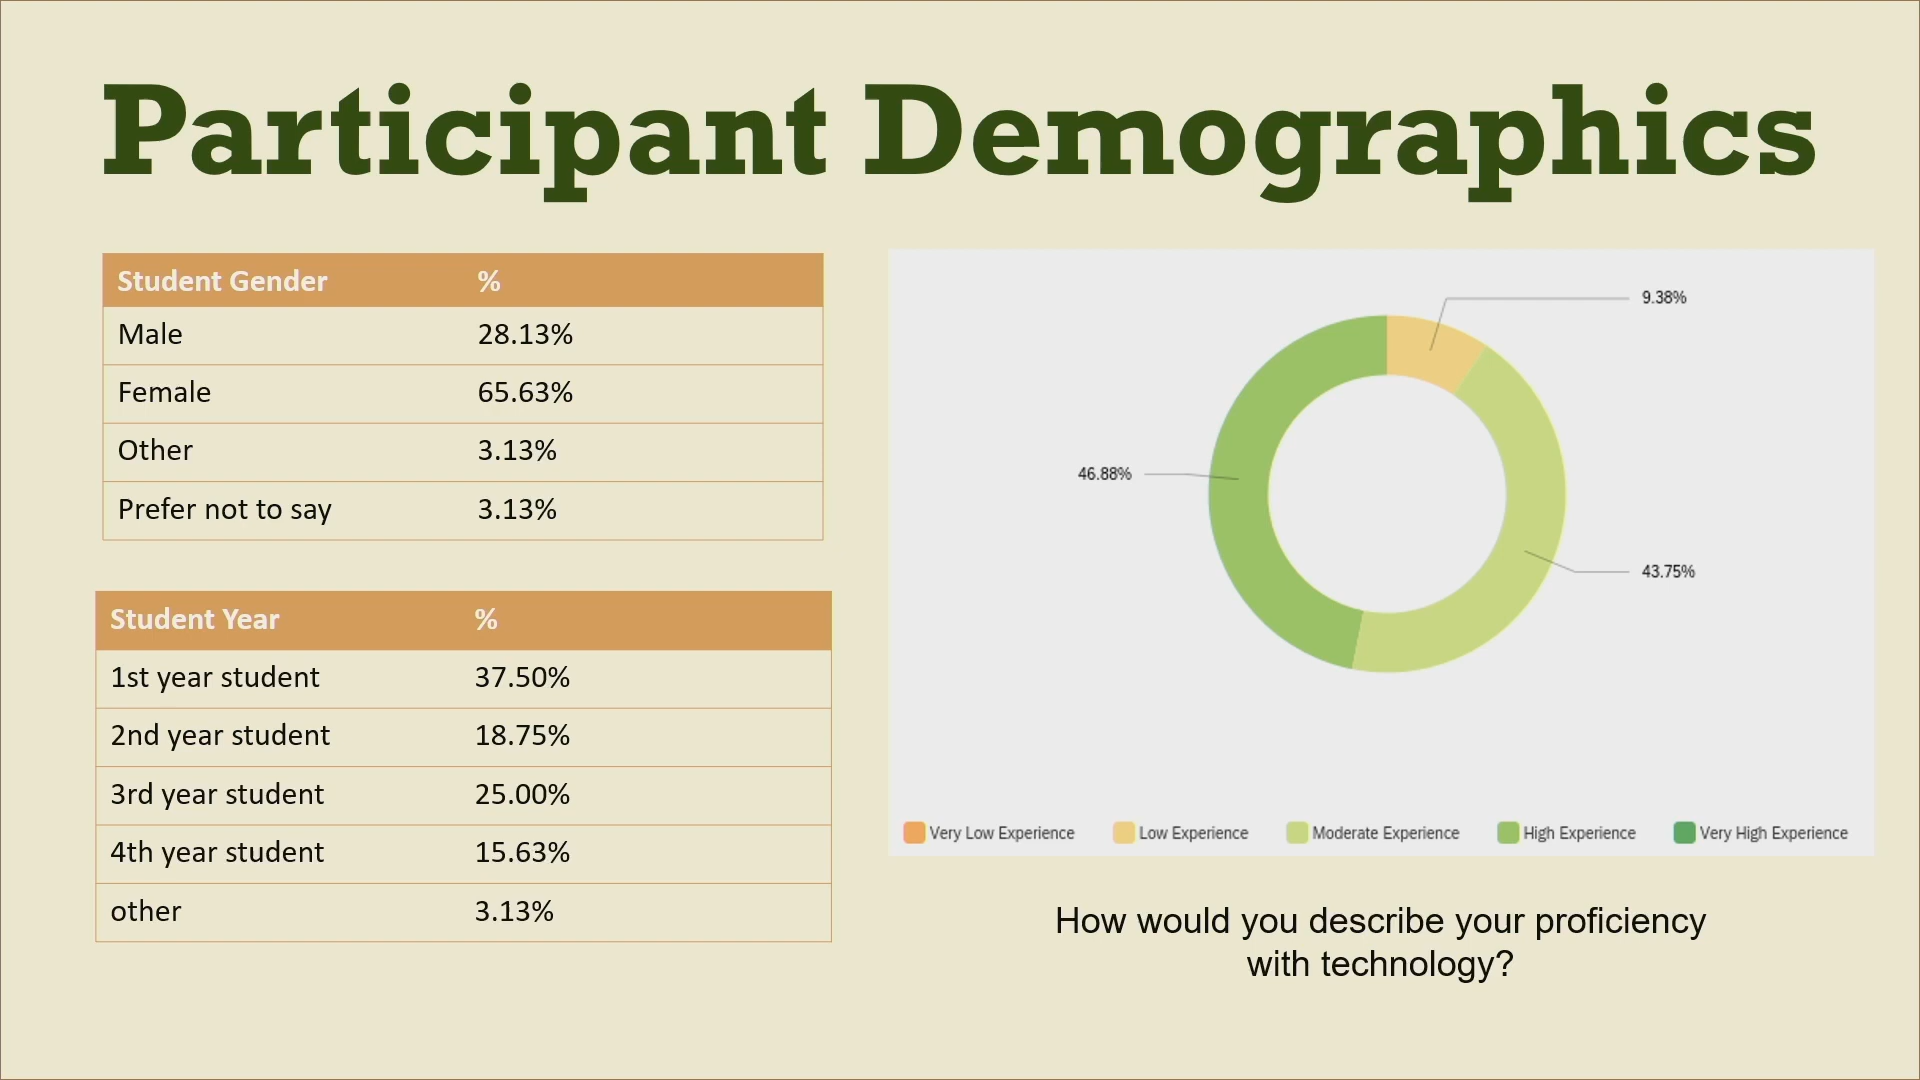 Participant Demographics
Student Gender %
Male 28.13%
Female 65.63%
Other 3.13%
Prefer not to say 3.13%
Student Year %
1st year student 37.50%
2nd year student 18.75%
3rd year student 25.00%
4th year student 15.63%
other 3.13%
9.38%
46.88%
43.75%
Very Low Experience Low Experience Moderate Experience High Experience Very High Experience
How would you describe your proficiency
with technology?